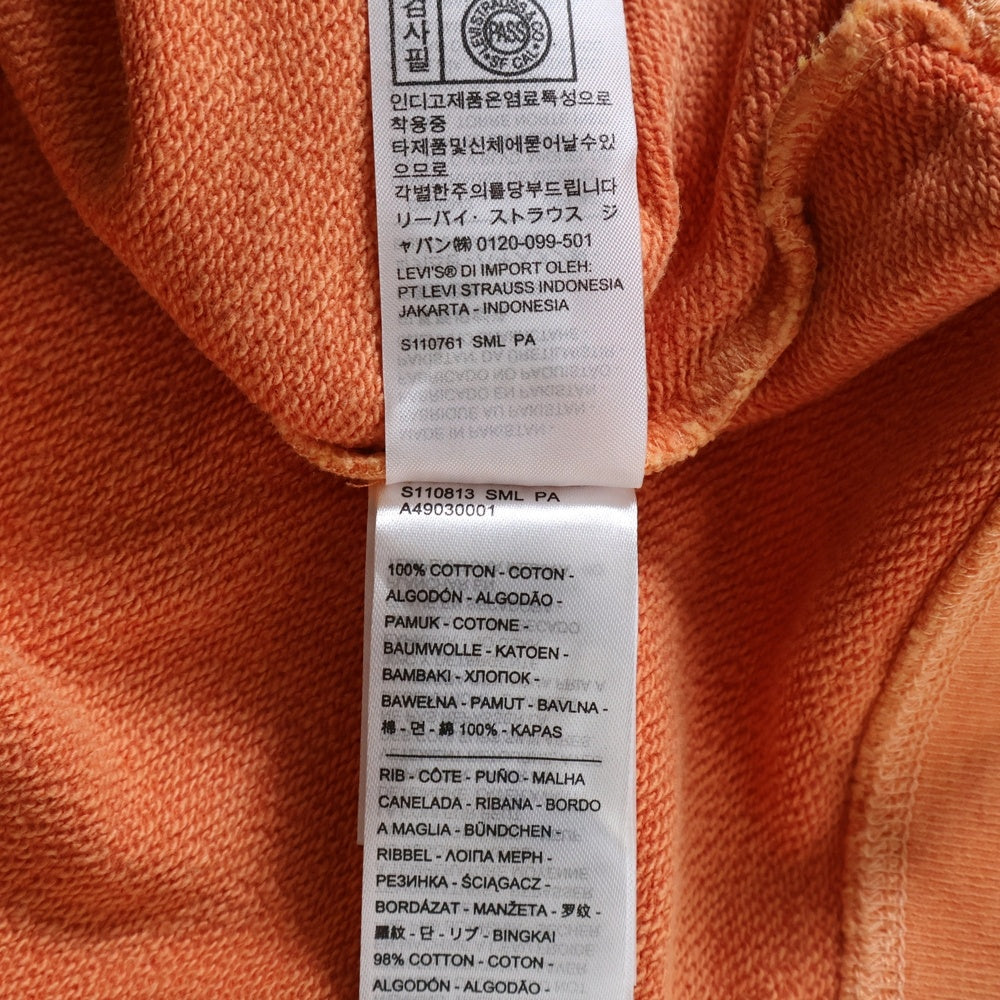 검사필
LEVI STRAUSS & CO
PASS
SF CAL
인디고제품은염료특성으로
착용중
타제품및신체에묻어날수있
으므로
각별한주의를당부드립니다
リーバイ・ストラウス ジ
ャパン㈱ 0120-099-501
LEVI'S® DI IMPORT OLEH:
PT LEVI STRAUSS INDONESIA
JAKARTA - INDONESIA
S110761 SML PA
S110813 SML PA
A49030001
100% COTTON - COTON -
ALGODÓN - ALGODÃO -
PAMUK - COTONE -
BAUMWOLLE - KATOEN -
BAMBAKI - ХЛОПОК -
BAWEŁNA - PAMUT - BAVLNA -
棉 - 면 - 綿 100% - KAPAS
RIB - CÔTE - PUÑO - MALHA
CANELADA - RIBANA - BORDO
A MAGLIA - BÜNDCHEN -
RIBBEL - ΛΟΙΠΑ ΜΕΡΗ -
РЕЗИНКА - ŚCIĄGACZ -
BORDÁZAT - MANŽETA - 罗纹 -
羅紋 - 단 - リブ - BINGKAI
98% COTTON - COTON -
ALGODÓN - ALGODÃO -